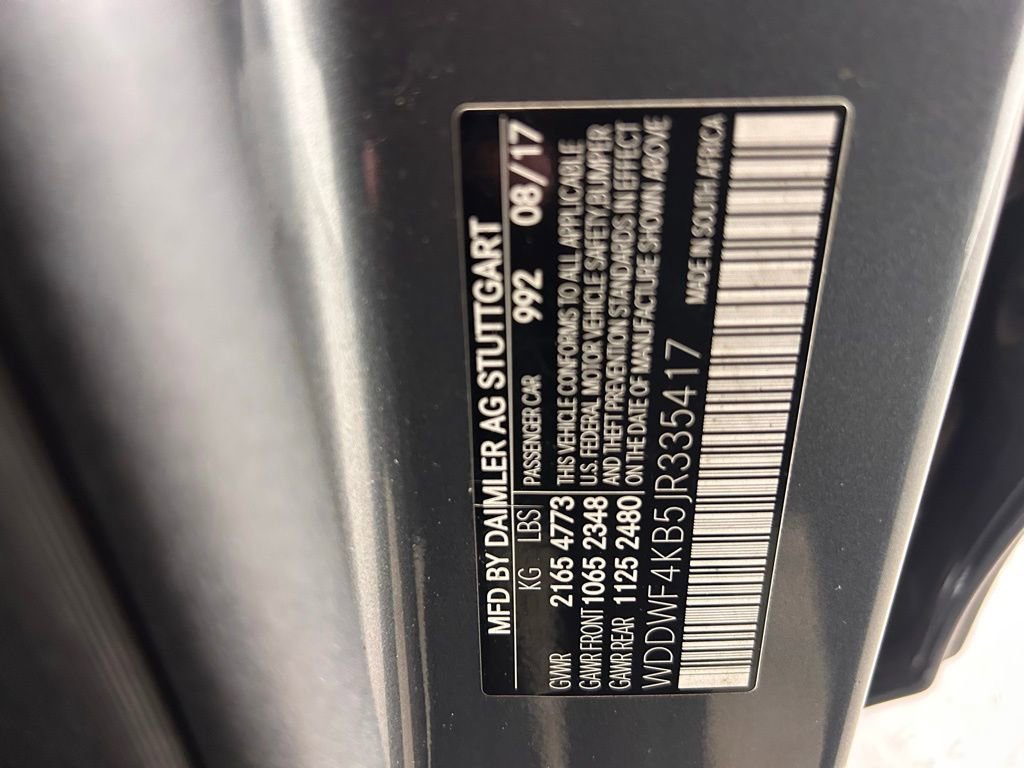 MFD BY DAIMLER AG STUTTGART
KG LBS PASSENGER CAR 992 08/17
GVWR 2165 4773 THIS VEHICLE CONFORMS TO ALL APPLICABLE
GAWR FRONT 1065 2348 U.S. FEDERAL MOTOR VEHICLE SAFETY,BUMPER
GAWR REAR 1125 2480 AND THEFT PREVENTION STANDARDS IN EFFECT
ON THE DATE OF MANUFACTURE SHOWN ABOVE
WDDWF4KB5JR335417 MADE IN SOUTH AFRICA